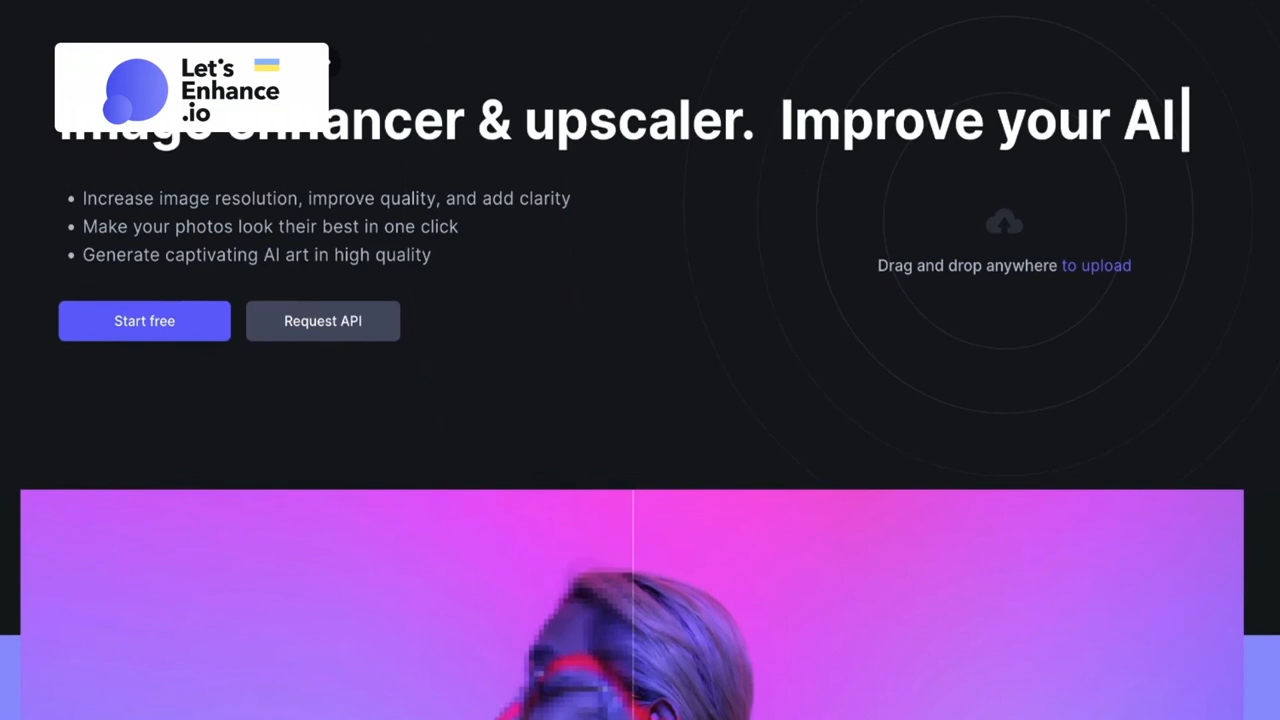 Let's
Enhance
.io
Image enhancer & upscaler. Improve your AI
Increase image resolution, improve quality, and add clarity
Make your photos look their best in one click
Generate captivating AI art in high quality
Drag and drop anywhere to upload
Start free
Request API